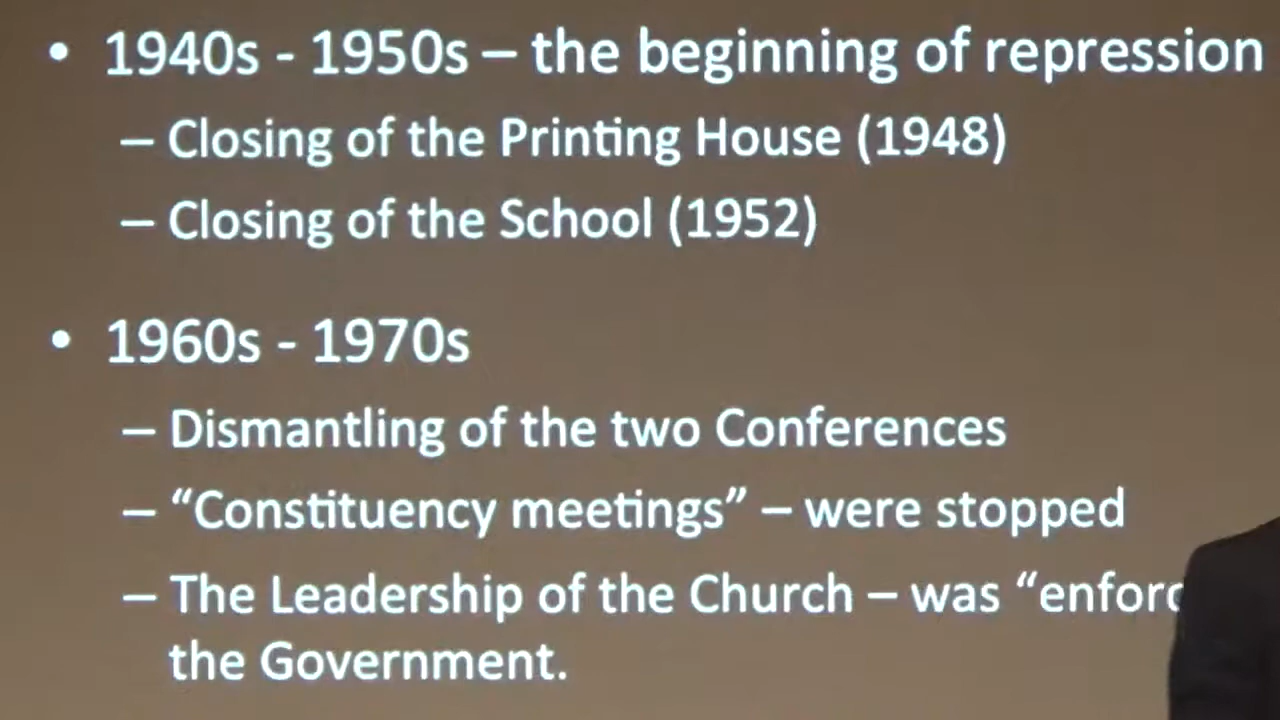 • 1940s - 1950s – the beginning of repression
– Closing of the Printing House (1948)
– Closing of the School (1952)
• 1960s - 1970s
– Dismantling of the two Conferences
– “Constituency meetings” – were stopped
– The Leadership of the Church – was
the Government.